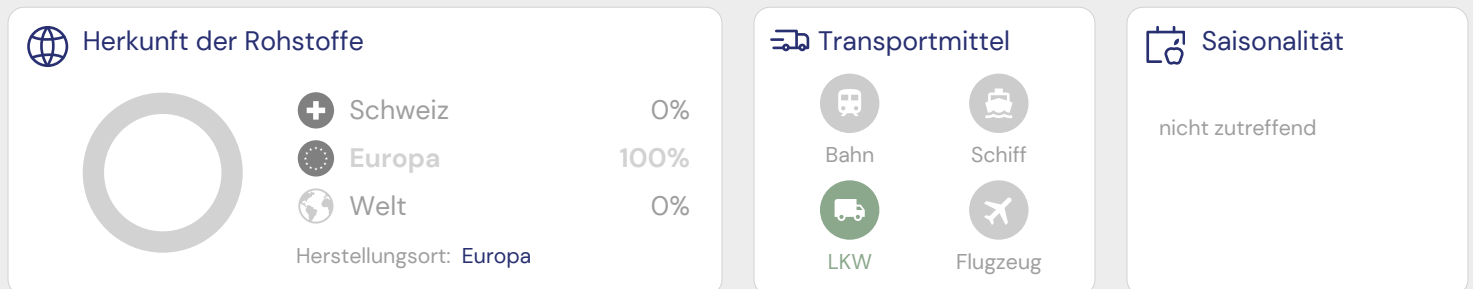 Herkunft der Rohstoffe
Schweiz 0%
Europa 100%
Welt 0%
Herstellungsort: Europa
Transportmittel
Bahn Schiff
LKW Flugzeug
Saisonalität
nicht zutreffend